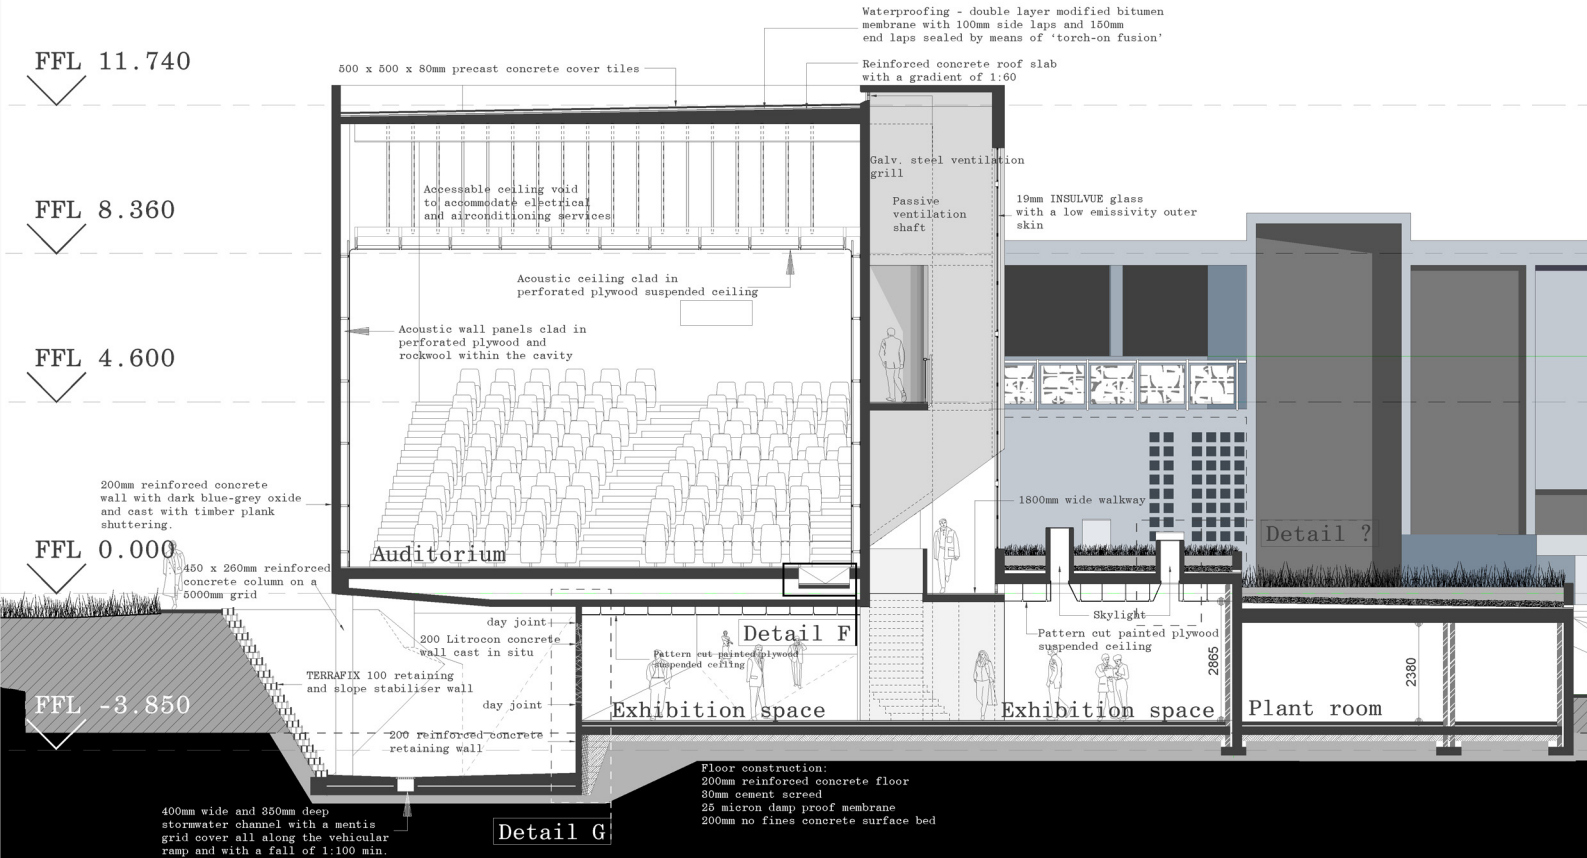 Waterproofing - double layer modified bitumen
membrane with 100mm side laps and 150mm
end laps sealed by means of ‘torch-on fusion’
FFL 11.740
500 x 500 x 80mm precast concrete cover tiles
Reinforced concrete roof slab
with a gradient of 1:60
Galv. steel ventilation
grill
Accessable ceiling void
to accommodate electrical
and airconditioning services
FFL 8.360
Passive
ventilation
shaft
19mm INSULVUE glass
with a low emissivity outer
skin
Acoustic ceiling clad in
perforated plywood suspended ceiling
Acoustic wall panels clad in
perforated plywood and
rockwool within the cavity
FFL 4.600
200mm reinforced concrete
wall with dark blue-grey oxide
and cast with timber plank
shuttering.
1800mm wide walkway
Detail ?
FFL 0.000
Auditorium
450 x 260mm reinforced
concrete column on a
5000mm grid
day joint
200 Litrocon concrete
wall cast in situ
Detail F
Skylight
Pattern cut painted plywood
suspended ceiling
Pattern cut painted plywood
suspended ceiling
2865
2380
TERRAFIX 100 retaining
and slope stabiliser wall
FFL -3.850
day joint
Exhibition space
Exhibition space
Plant room
200 reinforced concrete
retaining wall
Floor construction:
200mm reinforced concrete floor
30mm cement screed
25 micron damp proof membrane
200mm no fines concrete surface bed
400mm wide and 350mm deep
stormwater channel with a mentis
grid cover all along the vehicular
ramp and with a fall of 1:100 min.
Detail G